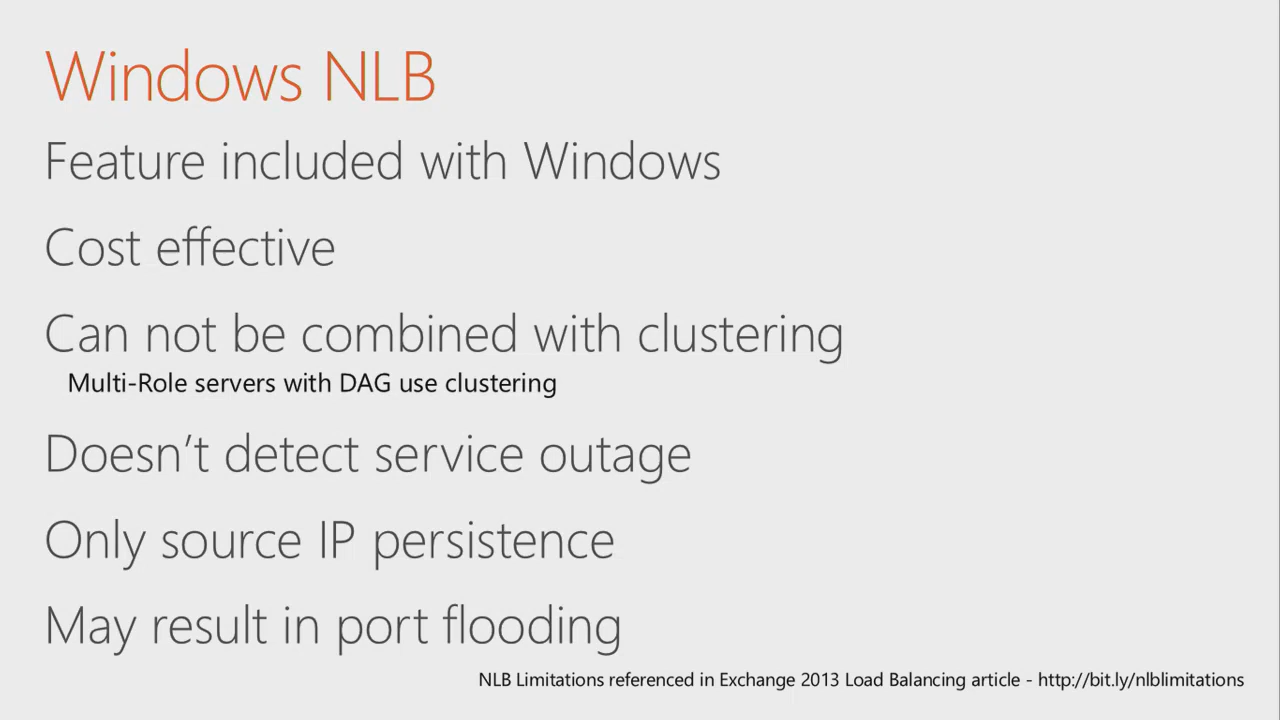 Windows NLB
Feature included with Windows
Cost effective
Can not be combined with clustering
Multi-Role servers with DAG use clustering
Doesn’t detect service outage
Only source IP persistence
May result in port flooding
NLB Limitations referenced in Exchange 2013 Load Balancing article - http://bit.ly/nlblimitations